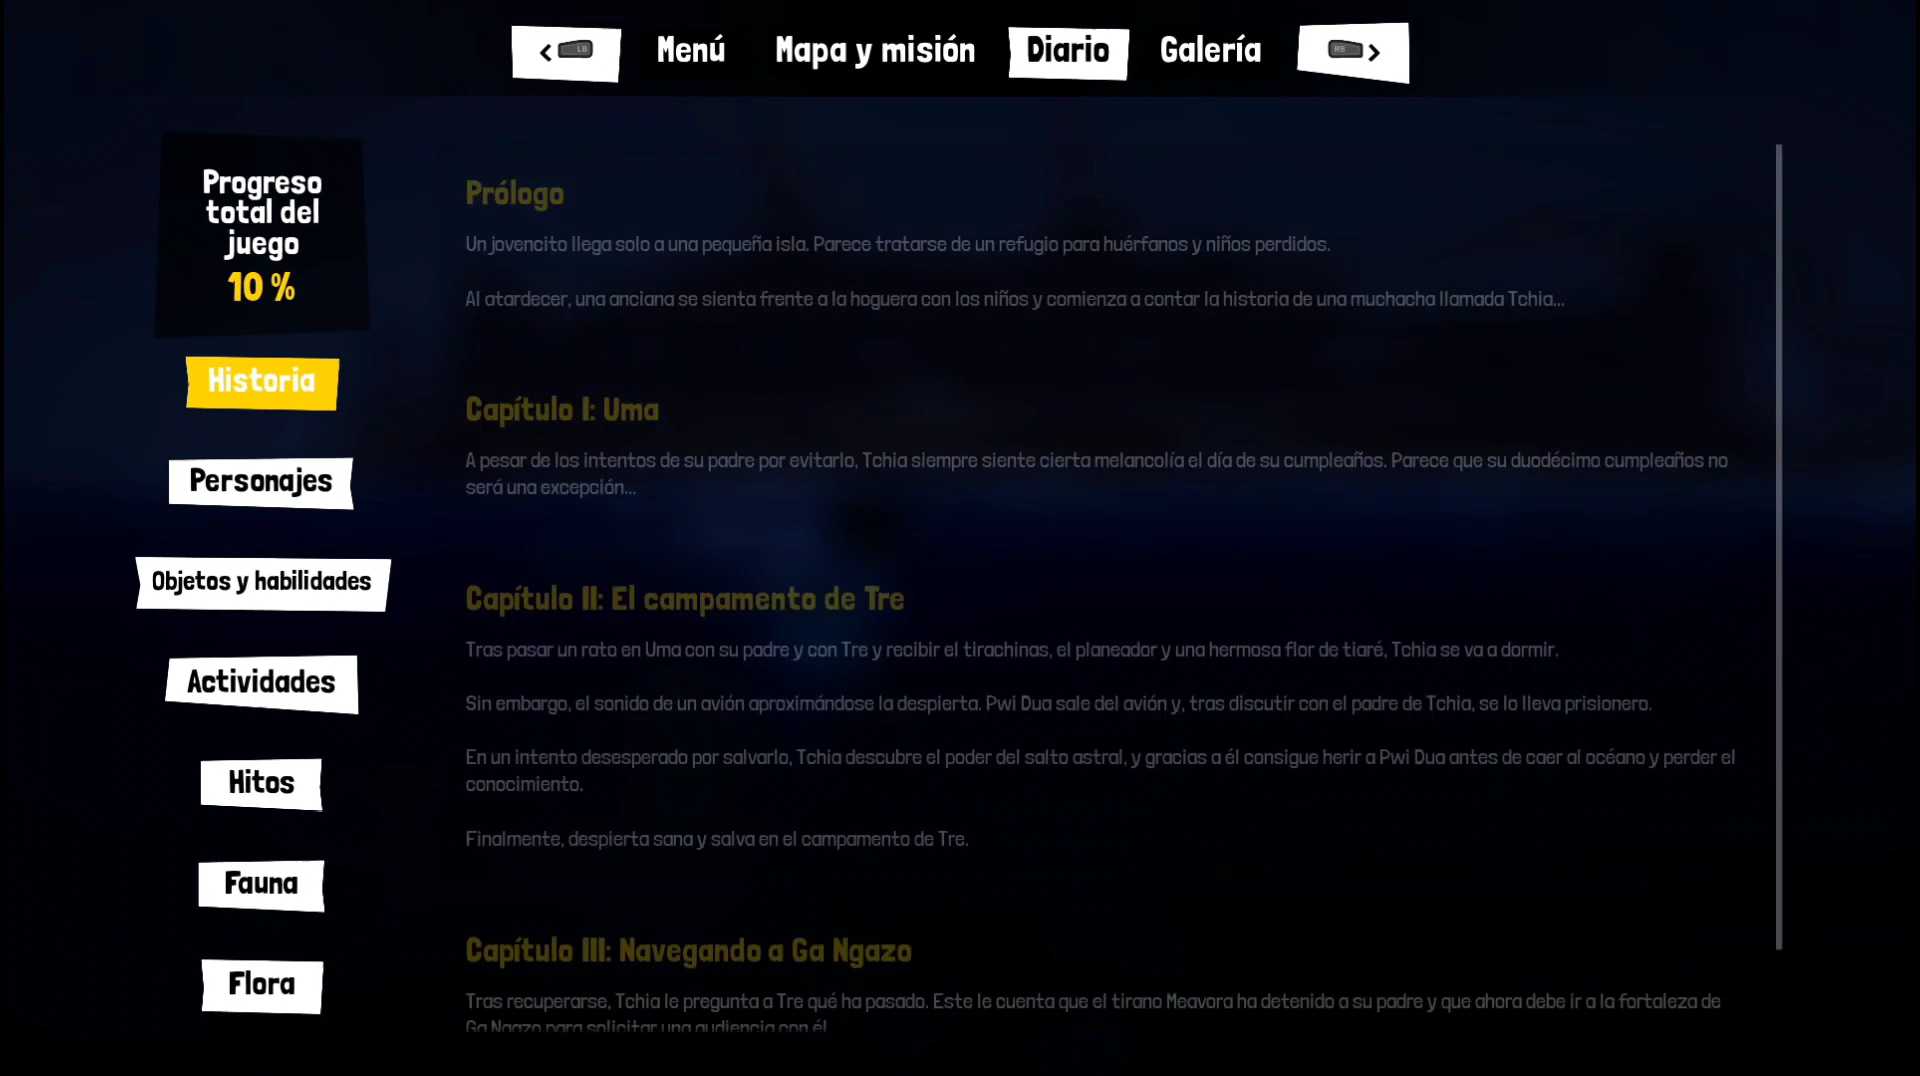 < LB
Menú
Mapa y misión
Diario
Galería
RB >
Progreso
total del
juego
10 %
Historia
Personajes
Objetos y habilidades
Actividades
Hitos
Fauna
Flora
Prólogo
Un jovencito llega solo a una pequeña isla. Parece tratarse de un refugio para huérfanos y niños perdidos.
Al atardecer, una anciana se sienta frente a la hoguera con los niños y comienza a contar la historia de una muchacha llamada Tchia...
Capítulo I: Uma
A pesar de los intentos de su padre por evitarlo, Tchia siempre siente cierta melancolía el día de su cumpleaños. Parece que su duodécimo cumpleaños no
será una excepción...
Capítulo II: El campamento de Tre
Tras pasar un rato en Uma con su padre y con Tre y recibir el tirachinas, el planeador y una hermosa flor de tiaré, Tchia se va a dormir.
Sin embargo, el sonido de un avión aproximándose la despierta. Pwi Dua sale del avión y, tras discutir con el padre de Tchia, se lo lleva prisionero.
En un intento desesperado por salvarlo, Tchia descubre el poder del salto astral, y gracias a él consigue herir a Pwi Dua antes de caer al océano y perder el
conocimiento.
Finalmente, despierta sana y salva en el campamento de Tre.
Capítulo III: Navegando a Ga Ngazo
Tras recuperarse, Tchia le pregunta a Tre qué ha pasado. Este le cuenta que el tirano Meavora ha detenido a su padre y que ahora debe ir a la fortaleza de
Ga Ngazo para solicitar una audiencia con él